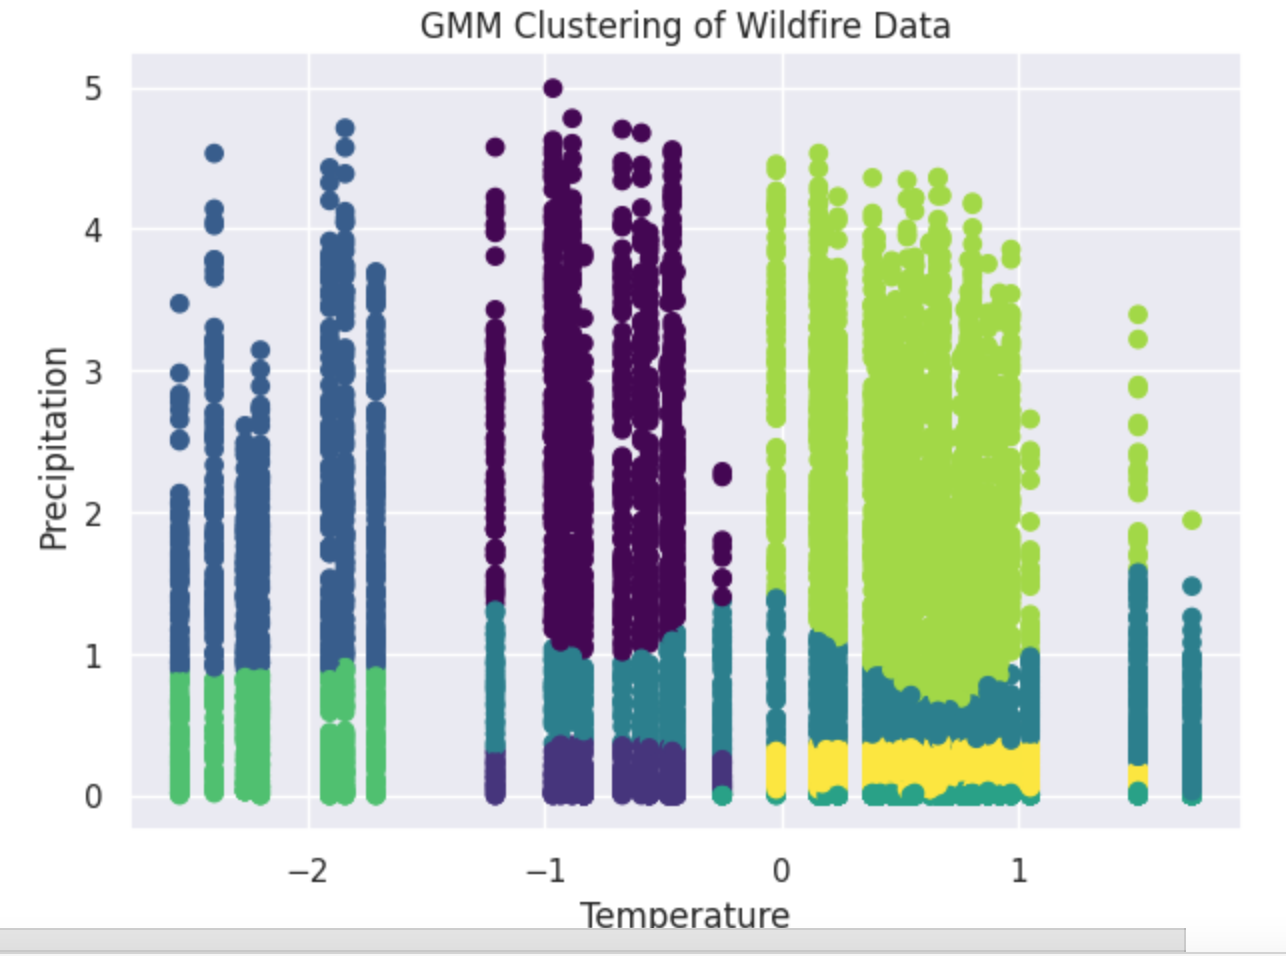 GMM Clustering of Wildfire Data
5
4
3
2
1
0
Precipitation
−2 −1 0 1
Temperature